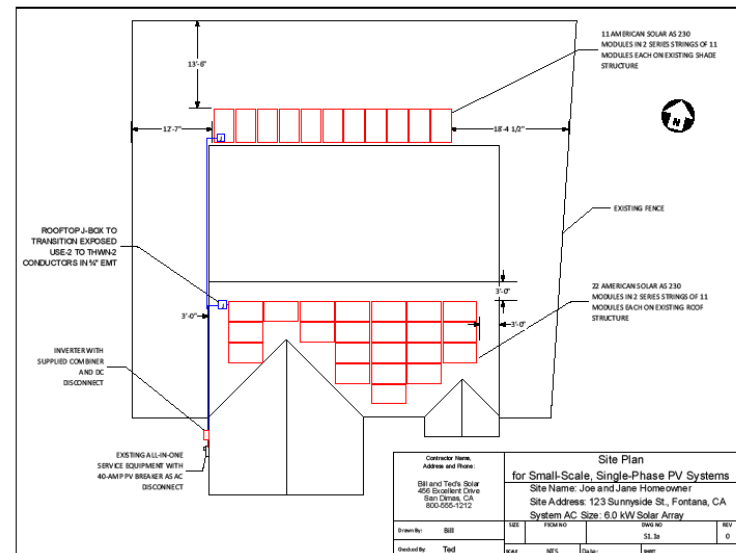 11 AMERICAN SOLAR AS 230
MODULES IN 2 SERIES STRINGS OF 11
MODULES EACH ON EXISTING SHADE
STRUCTURE
13'-6"
12'-7"
18'-4 1/2"
N
J
EXISTING FENCE
ROOFTOP J-BOX TO
TRANSITION EXPOSED
USE-2 TO THWN-2
CONDUCTORS IN ¾" EMT
3'-0"
22 AMERICAN SOLAR AS 230
MODULES IN 2 SERIES STRINGS OF 11
MODULES EACH ON EXISTING ROOF
STRUCTURE
J
3'-0"
3'-0"
INVERTER WITH
SUPPLIED COMBINER
AND DC
DISCONNECT
EXISTING ALL-IN-ONE
SERVICE EQUIPMENT WITH
40-AMP PV BREAKER AS AC
DISCONNECT
Contractor Name,
Address and Phone:
Bill and Ted's Solar
456 Excellent Drive
San Dimas, CA
800-555-1212
Site Plan
for Small-Scale, Single-Phase PV Systems
Site Name: Joe and Jane Homeowner
Site Address: 123 Sunnyside St., Fontana, CA
System AC Size: 6.0 kW Solar Array
Drawn By: Bill
SIZE FSCM NO DWG NO REV
S1.1a 0
Checked By: Ted
SCALE NTS Date: SHEET